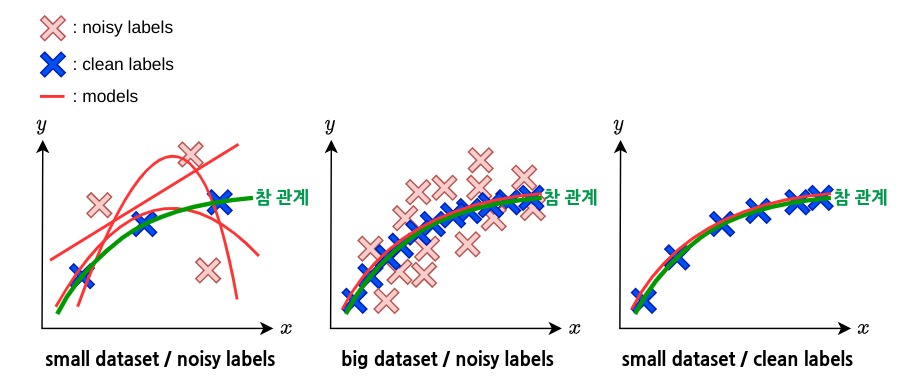 : noisy labels
: clean labels
: models
y
참 관계
x
small dataset / noisy labels
y
참 관계
x
big dataset / noisy labels
y
참 관계
x
small dataset / clean labels